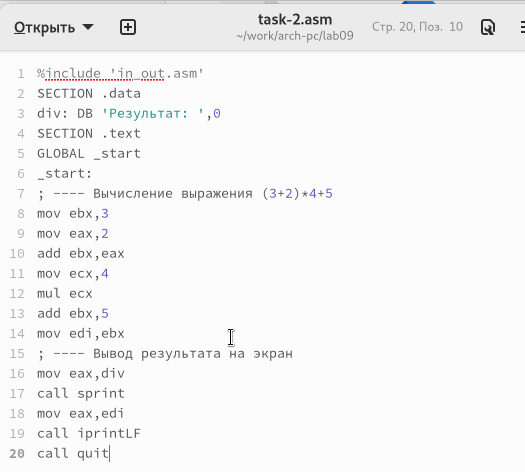 Открыть
task-2.asm
~/work/arch-pc/lab09
Стр. 20, Поз. 10
1 %include 'in_out.asm'
2 SECTION .data
3 div: DB 'Результат: ',0
4 SECTION .text
5 GLOBAL _start
6 _start:
7 ; ---- Вычисление выражения (3+2)*4+5
8 mov ebx,3
9 mov eax,2
10 add ebx,eax
11 mov ecx,4
12 mul ecx
13 add ebx,5
14 mov edi,ebx
15 ; ---- Вывод результата на экран
16 mov eax,div
17 call sprint
18 mov eax,edi
19 call iprintLF
20 call quit